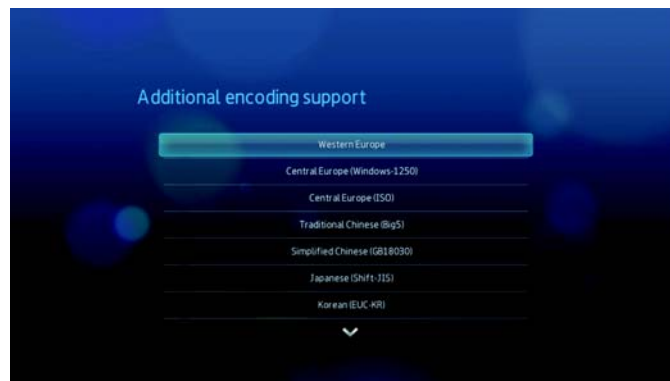 Additional encoding support
Western Europe
Central Europe (Windows-1250)
Central Europe (ISO)
Traditional Chinese (Big5)
Simplified Chinese (GB18030)
Japanese (Shift-JIS)
Korean (EUC-KR)